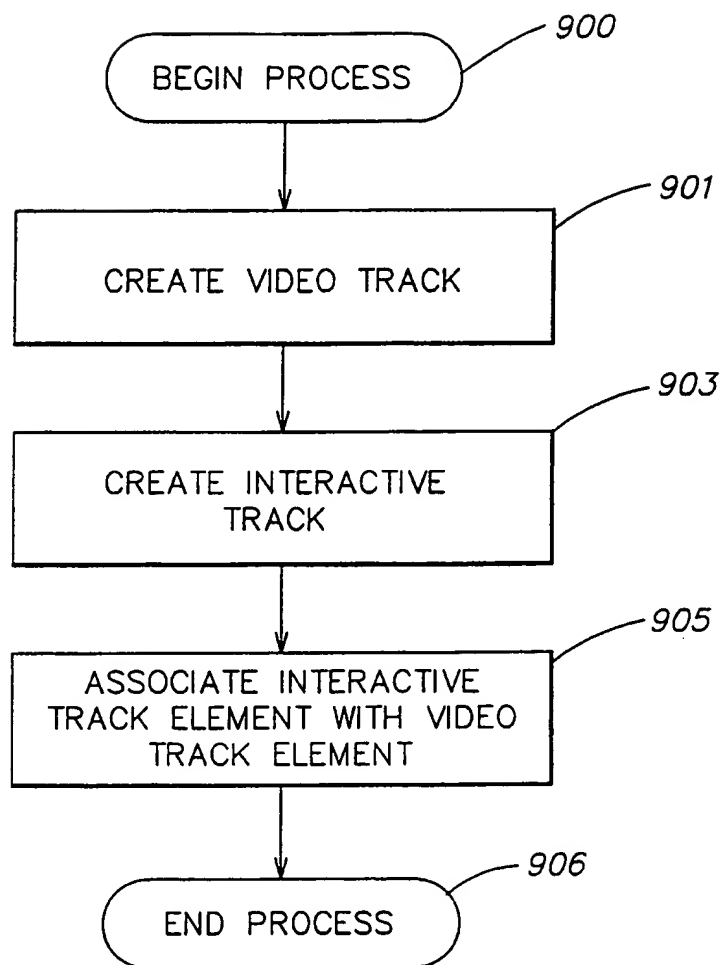 900
BEGIN PROCESS
901
CREATE VIDEO TRACK
903
CREATE INTERACTIVE
TRACK
905
ASSOCIATE INTERACTIVE
TRACK ELEMENT WITH VIDEO
TRACK ELEMENT
906
END PROCESS